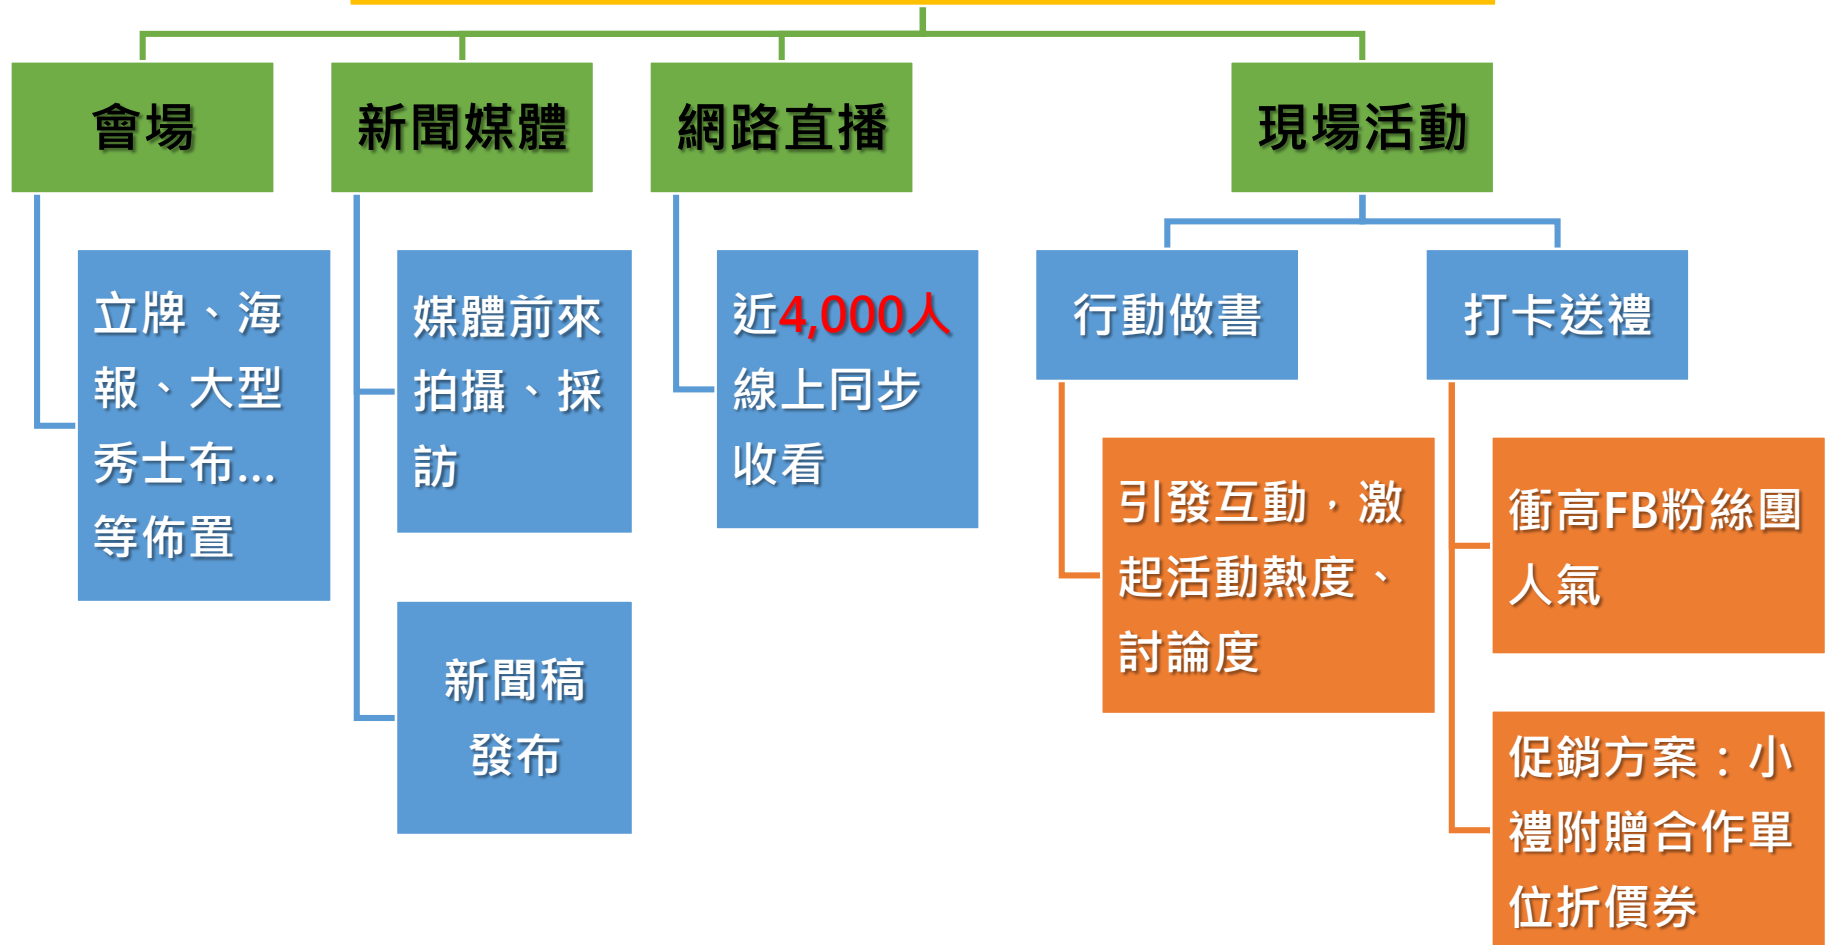 會場
新聞媒體
網路直播
現場活動
立牌、海
報、大型
秀士布...
等佈置
媒體前來
拍攝、採
訪
新聞稿
發布
近4,000人
線上同步
收看
行動做書
打卡送禮
引發互動，激
起活動熱度、
討論度
衝高FB粉絲團
人氣
促銷方案：小
禮附贈合作單
位折價券